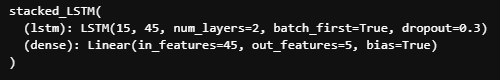 stacked_LSTM(
  (lstm): LSTM(15, 45, num_layers=2, batch_first=True, dropout=0.3)
  (dense): Linear(in_features=45, out_features=5, bias=True)
)